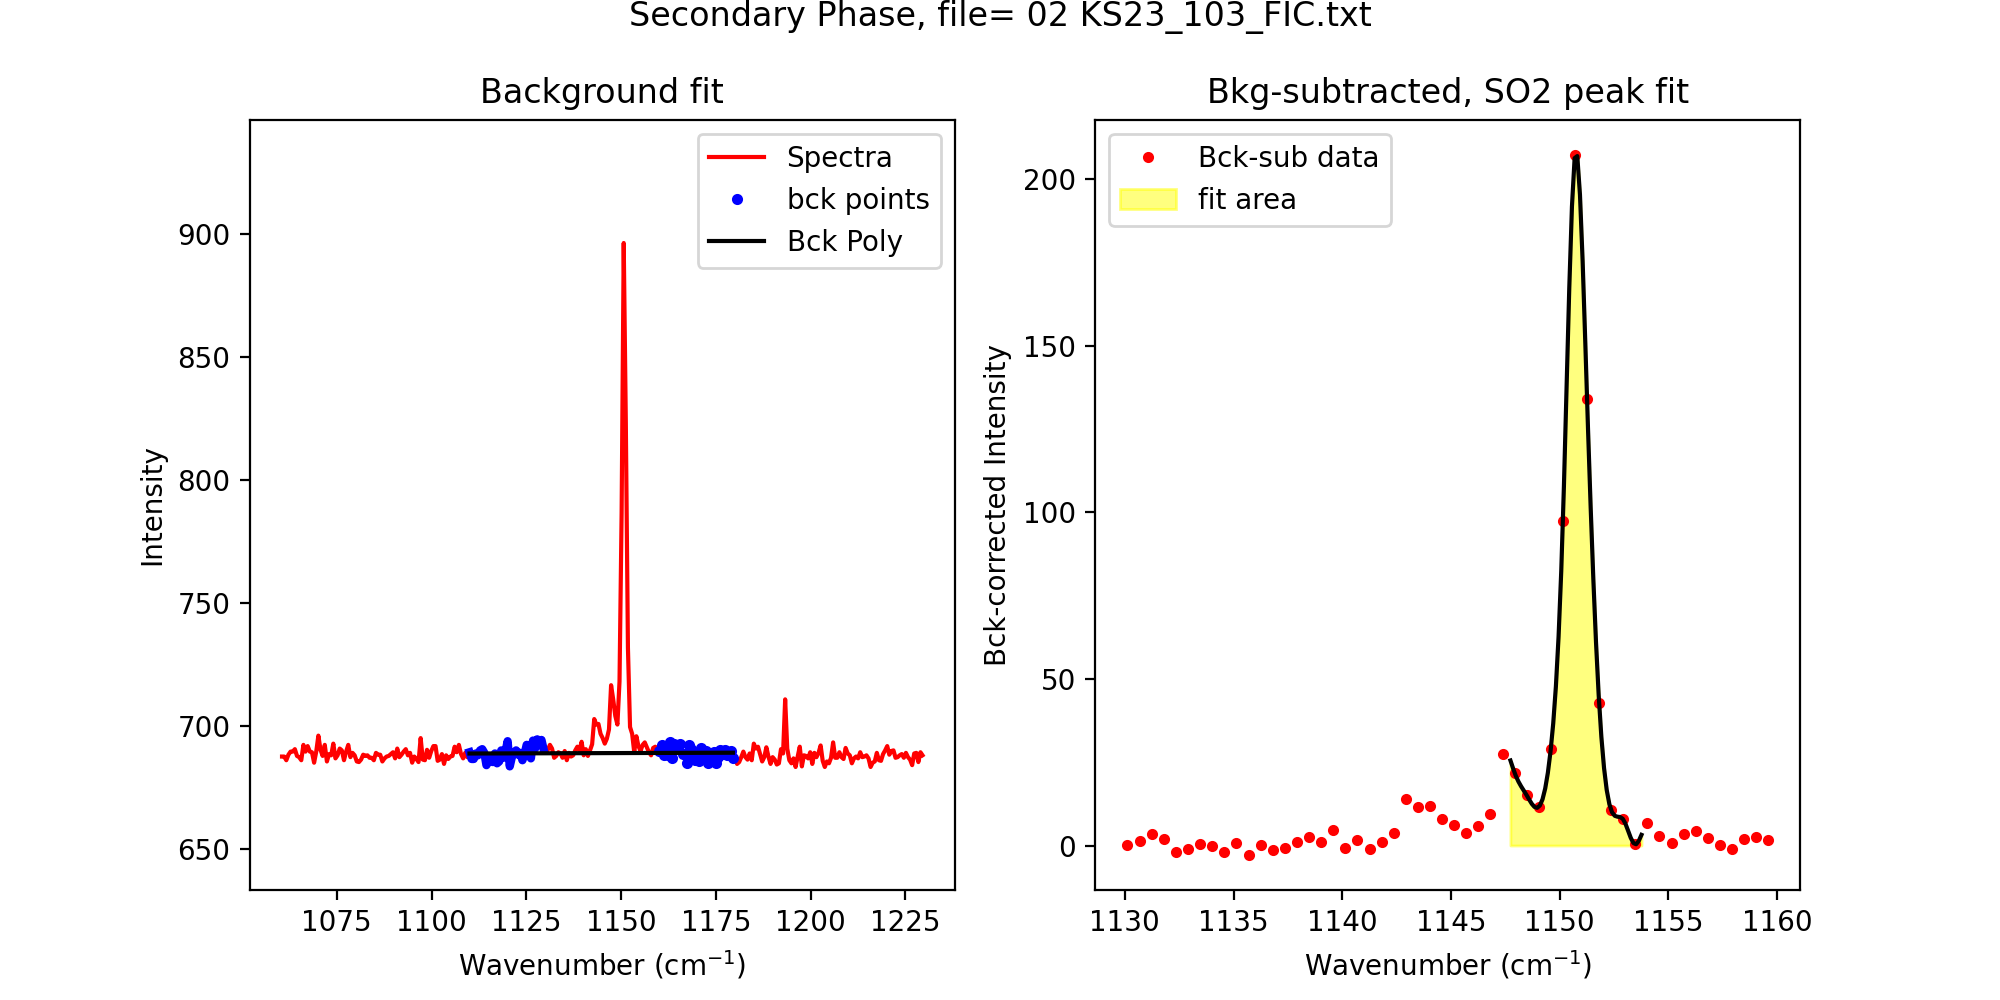 Secondary Phase, file= 02 KS23_103_FIC.txt
Background fit
Spectra
bck points
Bck Poly
900
850
800
750
700
650
Intensity
1075 1100 1125 1150 1175 1200 1225
Wavenumber (cm⁻¹)
Bkg-subtracted, SO2 peak fit
Bck-sub data
fit area
200
150
100
50
0
Bck-corrected Intensity
1130 1135 1140 1145 1150 1155 1160
Wavenumber (cm⁻¹)